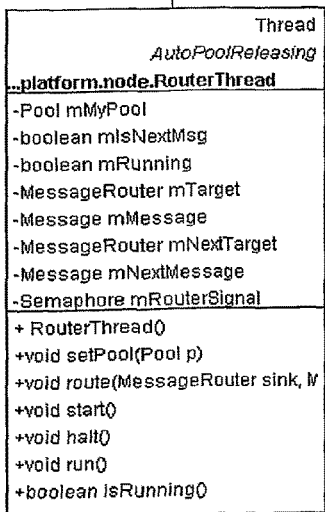 Thread
AutoPoolReleasing
...platform.node.RouterThread
-Pool mMyPool
-boolean mIsNextMsg
-boolean mRunning
-MessageRouter mTarget
-Message mMessage
-MessageRouter mNextTarget
-Message mNextMessage
-Semaphore mRouterSignal
+ RouterThread()
+void setPool(Pool p)
+void route(MessageRouter sink, M
+void start()
+void halt()
+void run()
+boolean isRunning()